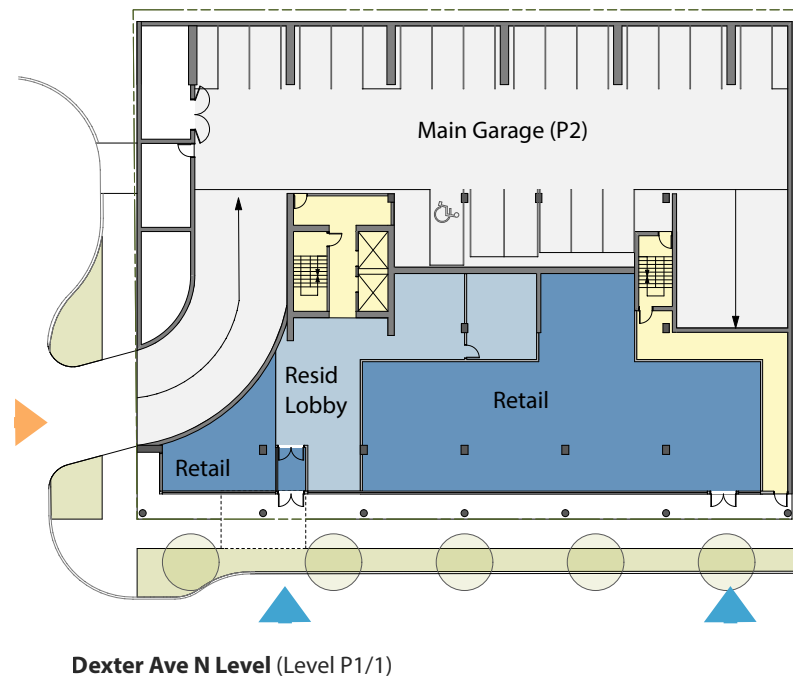 Main Garage (P2)
Resid
Lobby
Retail
Retail
Dexter Ave N Level (Level P1/1)